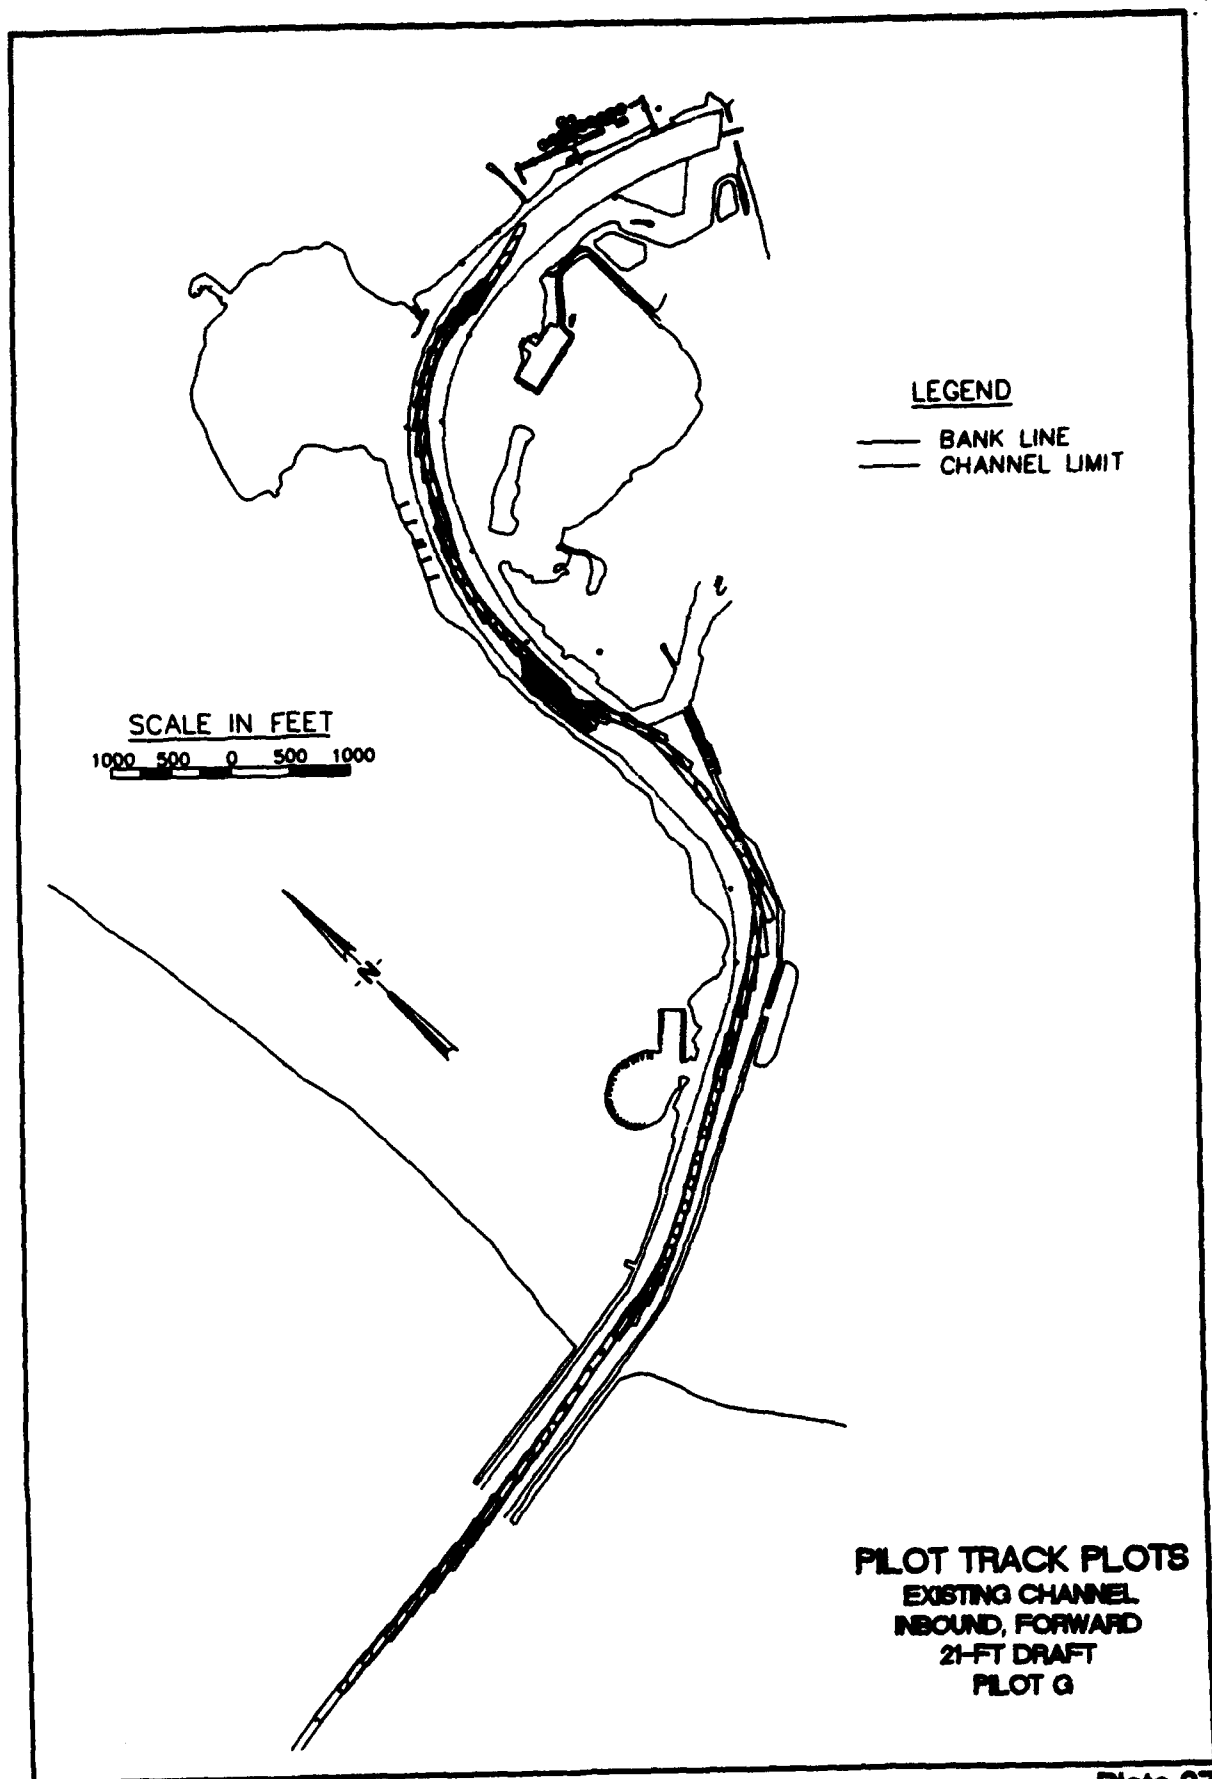 LEGEND
BANK LINE
CHANNEL LIMIT
SCALE IN FEET
1000 500 0 500 1000
N
PILOT TRACK PLOTS
EXISTING CHANNEL
INBOUND, FORWARD
21-FT DRAFT
PILOT G